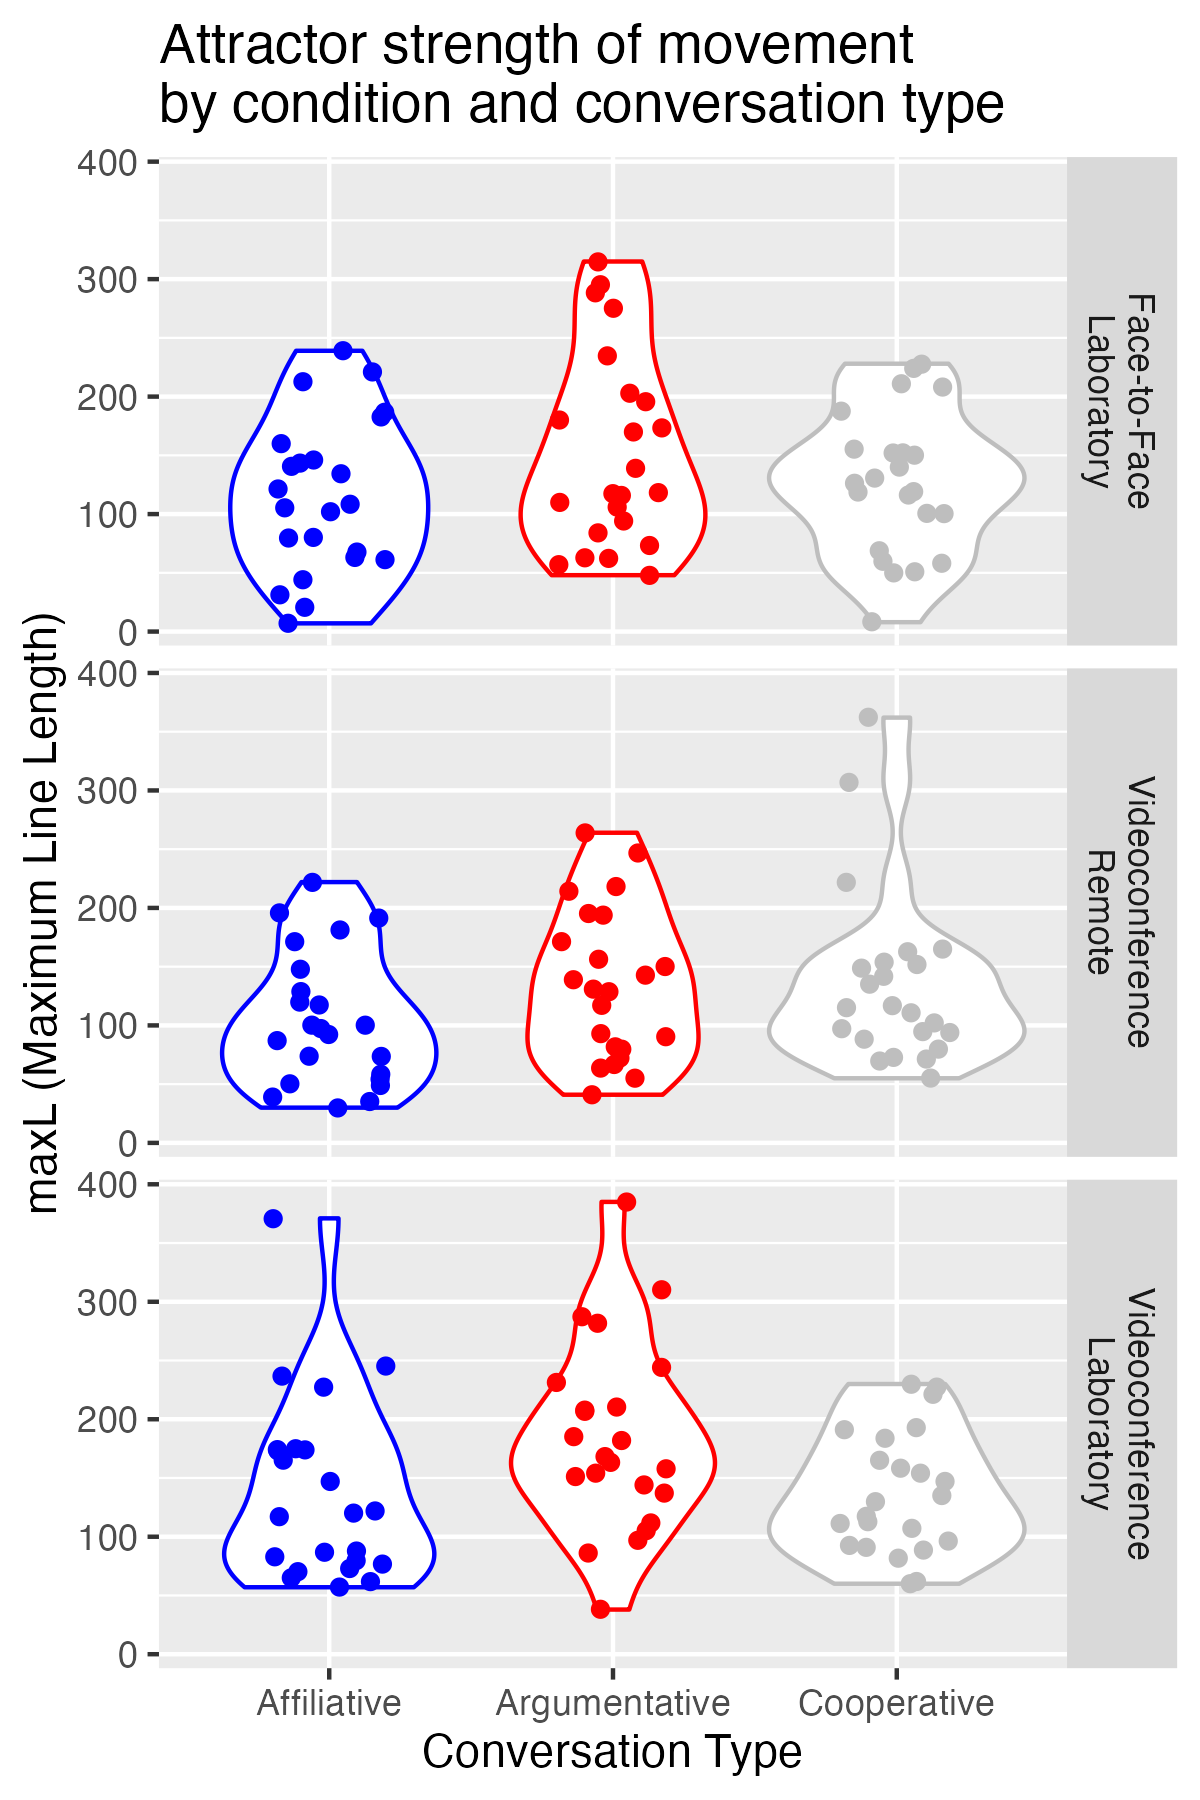 Attractor strength of movement
by condition and conversation type
maxL (Maximum Line Length)
400
300
200
100
0
Face-to-Face
Laboratory
400
300
200
100
0
Videoconference
Remote
400
300
200
100
0
Videoconference
Laboratory
Affiliative
Argumentative
Cooperative
Conversation Type